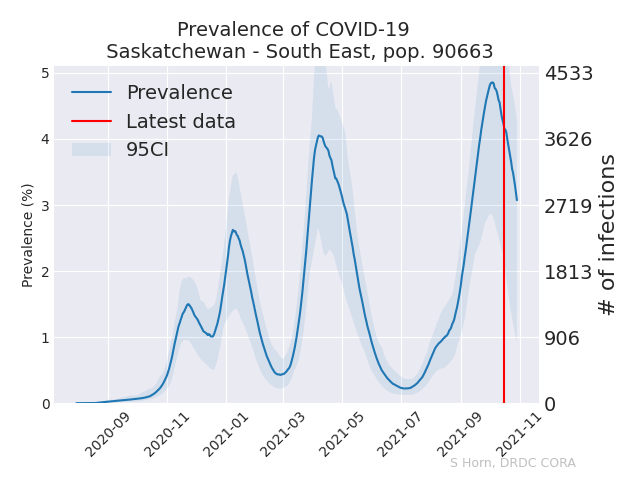 Prevalence of COVID-19
Saskatchewan - South East, pop. 90663
Prevalence
Latest data
95CI
Prevalence (%)
5
4
3
2
1
0
4533
3626
2719
1813
906
0
# of infections
2020-09
2020-11
2021-01
2021-03
2021-05
2021-07
2021-09
2021-11
S Horn, DRDC CORA